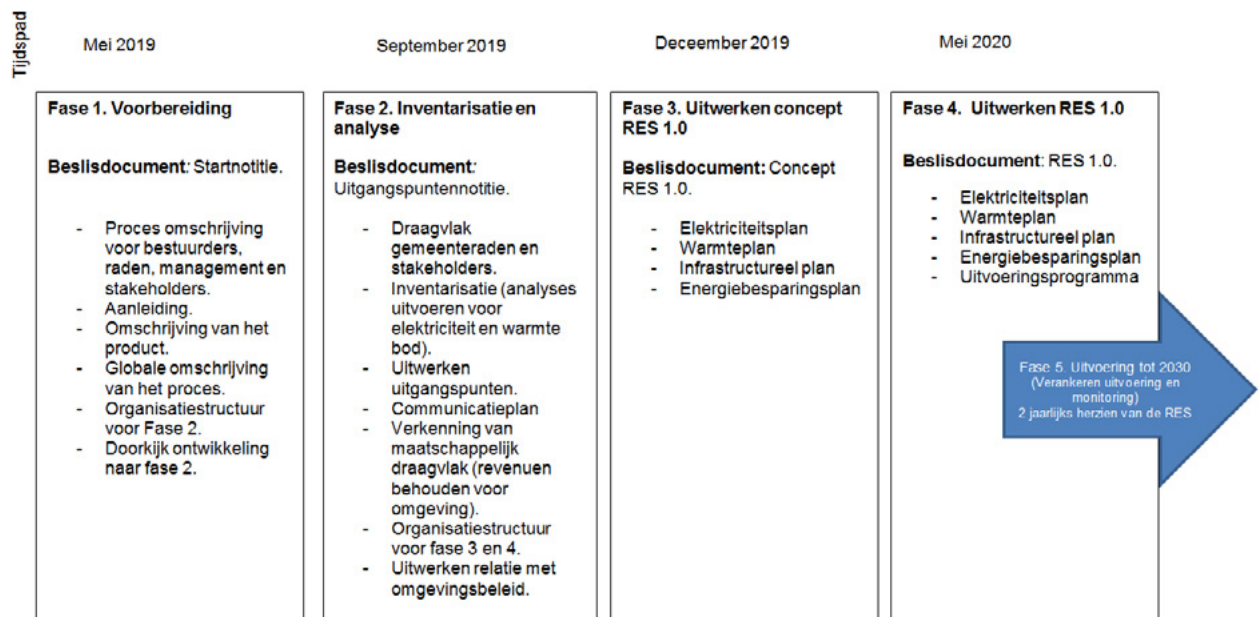 Tijdspad
Mei 2019
September 2019
Deceember 2019
Mei 2020
Fase 1. Voorbereiding
Beslisdocument: Startnotitie.
- Proces omschrijving
voor bestuurders,
raden, management en
stakeholders.
- Aanleiding.
- Omschrijving van het
product.
- Globale omschrijving
van het proces.
- Organisatiestructuur
voor Fase 2.
- Doorkijk ontwikkeling
naar fase 2.
Fase 2. Inventarisatie en
analyse
Beslisdocument:
Uitgangspuntennotitie.
- Draagvlak
gemeenteraden en
stakeholders.
- Inventarisatie (analyses
uitvoeren voor
elektriciteit en warmte
bod).
- Uitwerken
uitgangspunten.
- Communicatieplan
- Verkenning van
maatschappelijk
draagvlak (revenuen
behouden voor
omgeving).
- Organisatiestructuur
voor fase 3 en 4.
- Uitwerken relatie met
omgevingsbeleid.
Fase 3. Uitwerken concept
RES 1.0
Beslisdocument: Concept
RES 1.0.
- Elektriciteitsplan
- Warmteplan
- Infrastructureel plan
- Energiebesparingsplan
Fase 4. Uitwerken RES 1.0
Beslisdocument: RES 1.0.
- Elektriciteitsplan
- Warmteplan
- Infrastructureel plan
- Energiebesparingsplan
- Uitvoeringsprogramma
Fase 5. Uitvoering tot 2030
(Verankeren uitvoering en
monitoring)
2 jaarlijks herzien van de RES